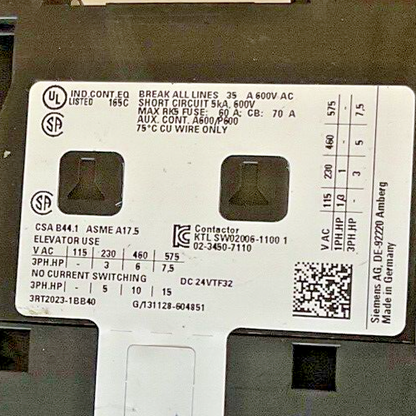 UL LISTED IND.CONT.EQ 165C
BREAK ALL LINES 35 A 600V AC
SHORT CIRCUIT 5kA, 600V
MAX RK5 FUSE: 60 A; CB: 70 A
AUX. CONT. A600/P600
75°C CU WIRE ONLY
V AC 115 230 460 575
1PH.HP 1 3 - -
3PH.HP - 3 5 7,5
Siemens AG, DE-92220 Amberg
Made in Germany
CSA B44.1 ASME A17.5
ELEVATOR USE
V AC 115 230 460 575
3PH.HP - 3 6 7,5
NO CURRENT SWITCHING
3PH.HP - 5 10 15
3RT2023-1BB40
Contactor
KTL SW02006-1100 1
02-3450-7110
DC 24VTF32
G/131128-604851